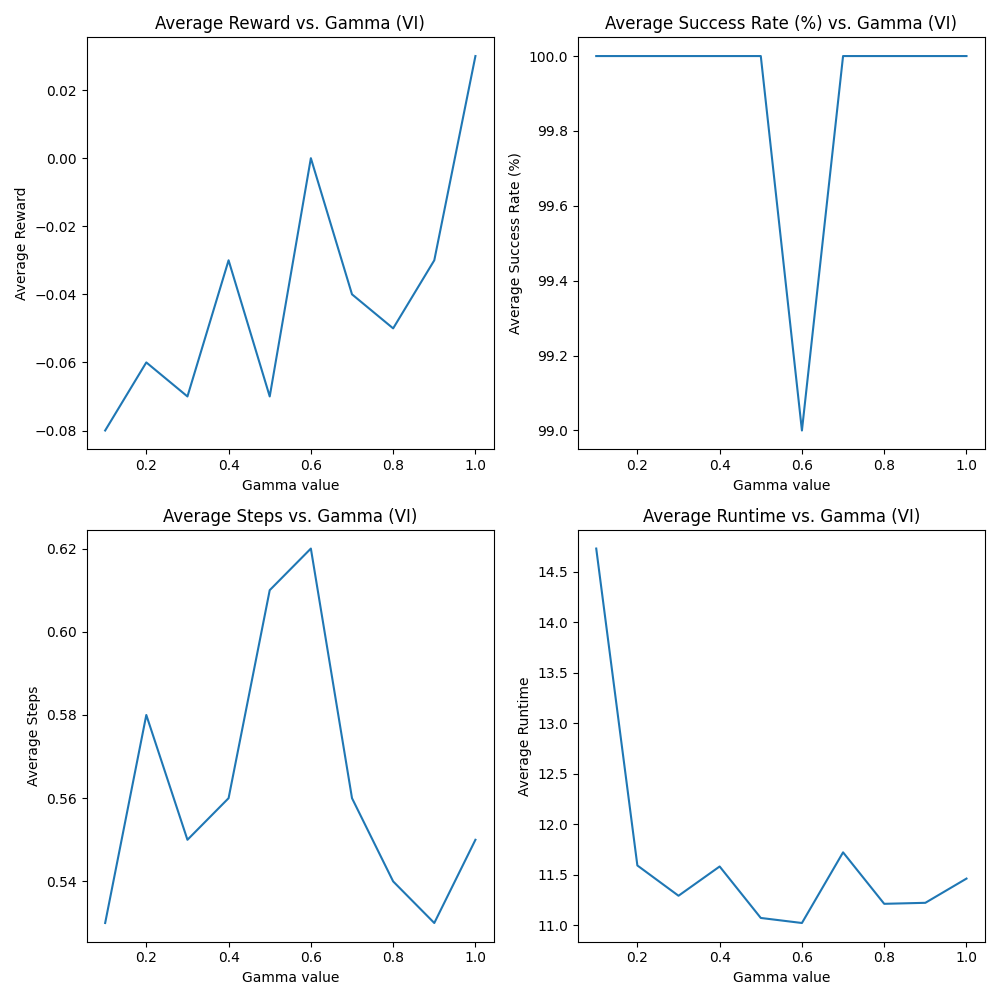 Average Reward vs. Gamma (VI)
Average Reward
0.02
0.00
−0.02
−0.04
−0.06
−0.08
0.2 0.4 0.6 0.8 1.0
Gamma value
Average Success Rate (%) vs. Gamma (VI)
Average Success Rate (%)
100.0
99.8
99.6
99.4
99.2
99.0
0.2 0.4 0.6 0.8 1.0
Gamma value
Average Steps vs. Gamma (VI)
Average Steps
0.62
0.60
0.58
0.56
0.54
0.2 0.4 0.6 0.8 1.0
Gamma value
Average Runtime vs. Gamma (VI)
Average Runtime
14.5
14.0
13.5
13.0
12.5
12.0
11.5
11.0
0.2 0.4 0.6 0.8 1.0
Gamma value